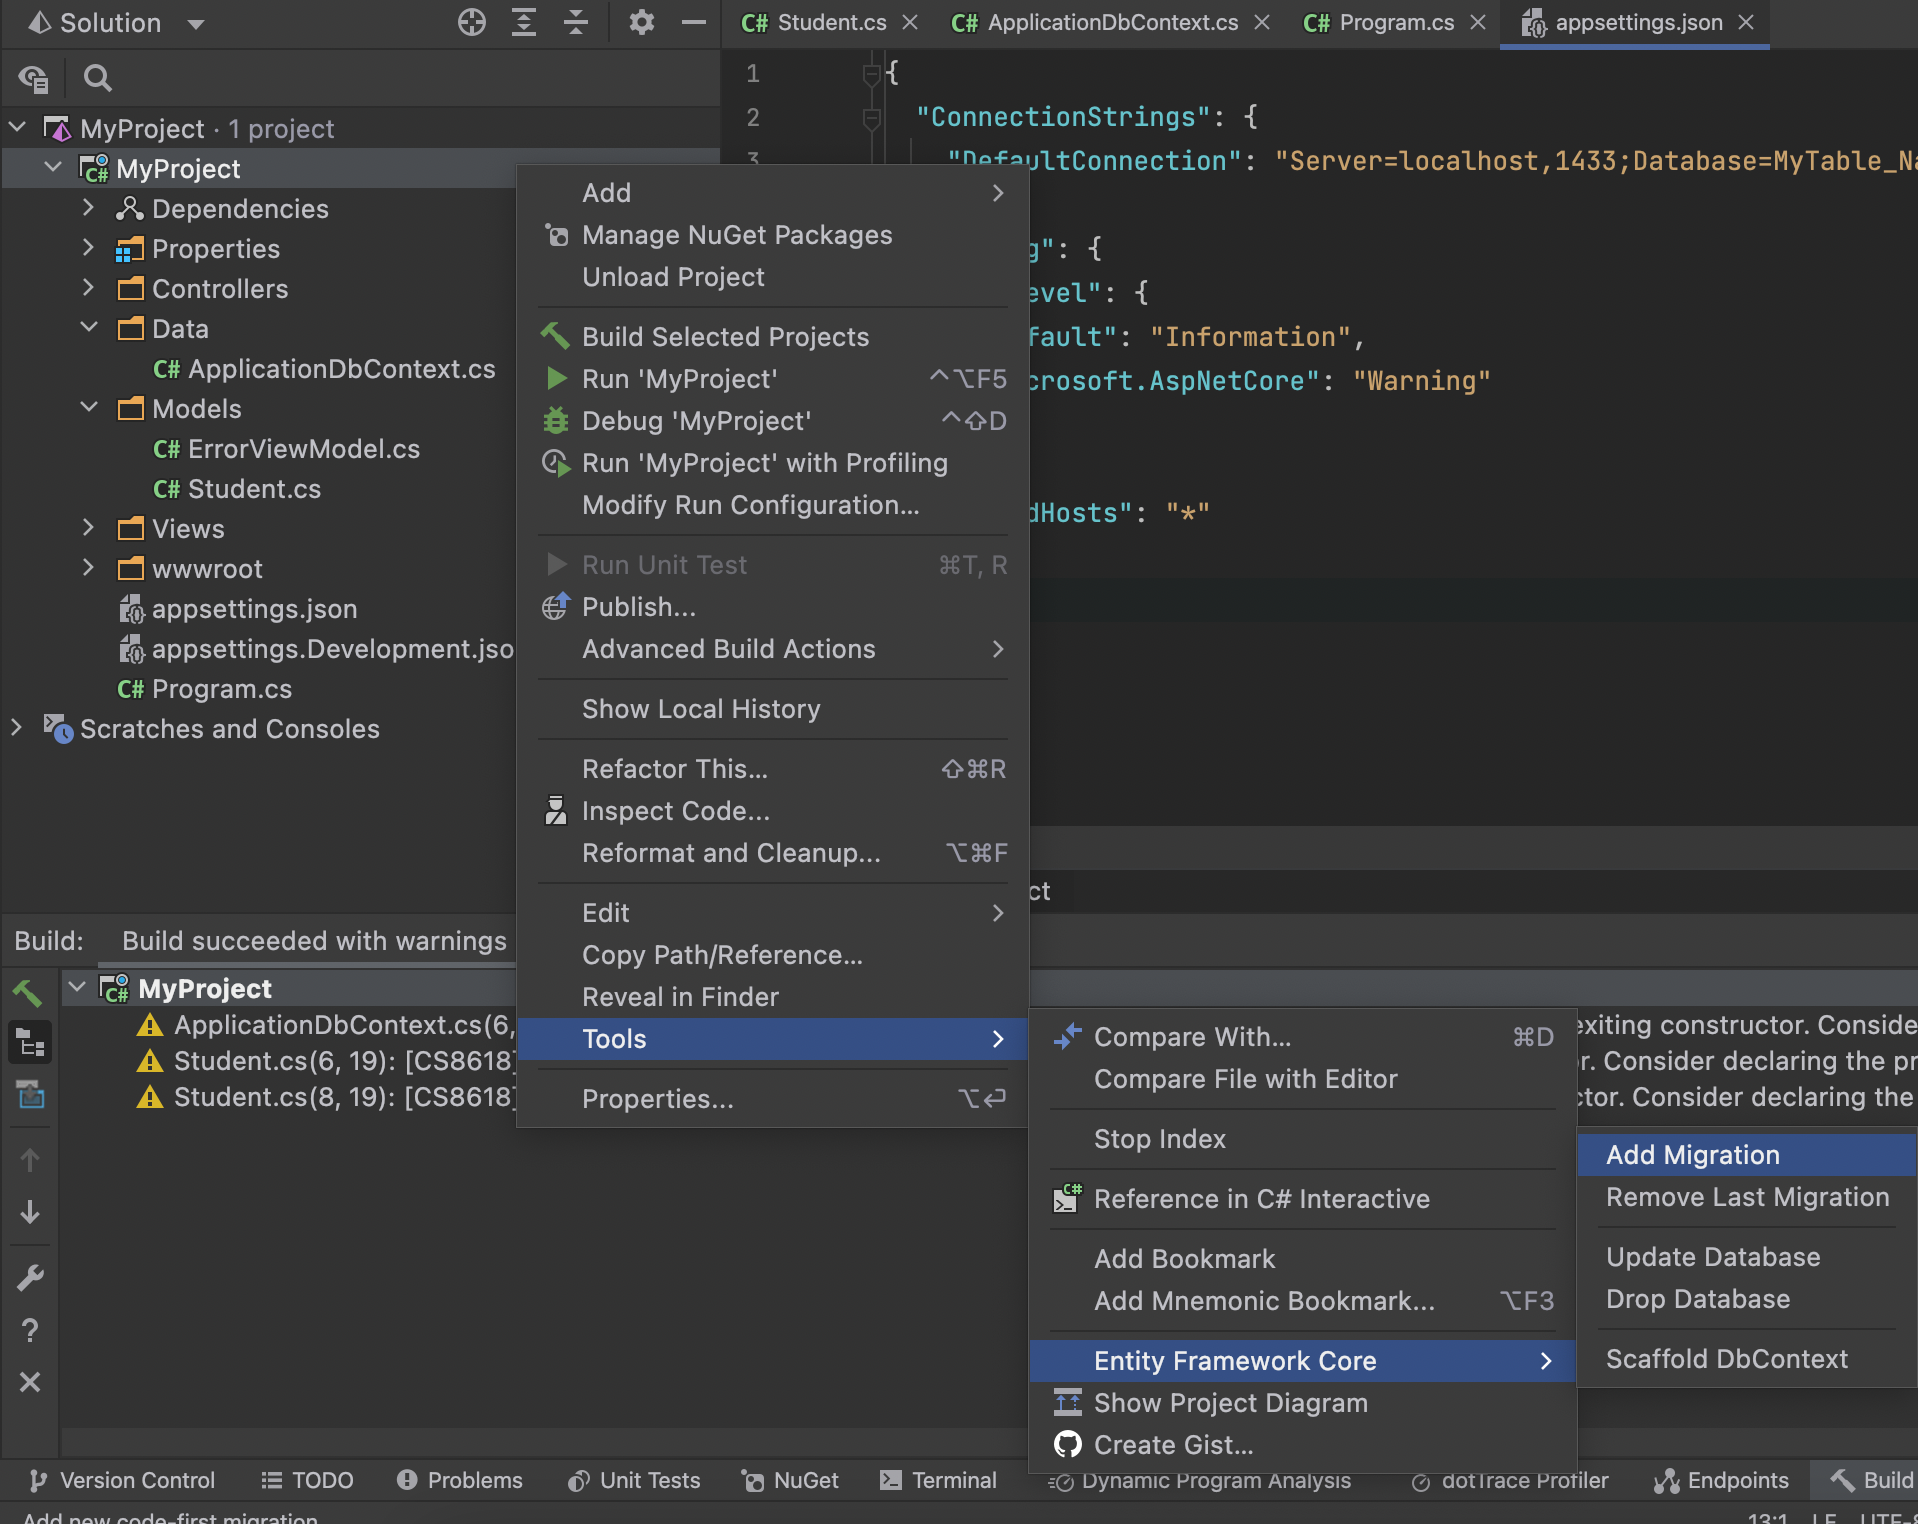 Solution
C# Student.cs
C# ApplicationDbContext.cs
C# Program.cs
appsettings.json
MyProject · 1 project
C# MyProject
Dependencies
Properties
Controllers
Data
C# ApplicationDbContext.cs
Models
C# ErrorViewModel.cs
C# Student.cs
Views
wwwroot
appsettings.json
appsettings.Development.jso
C# Program.cs
Scratches and Consoles
1 {
2 "ConnectionStrings": {
3 "DefaultConnection": "Server=localhost,1433;Database=MyTable_Na
g": {
evel": {
fault": "Information",
crosoft.AspNetCore": "Warning"
dHosts": "*"
ct
Add
Manage NuGet Packages
Unload Project
Build Selected Projects
Run 'MyProject' ^⌥F5
Debug 'MyProject' ^⇧D
Run 'MyProject' with Profiling
Modify Run Configuration...
Run Unit Test ⌘T, R
Publish...
Advanced Build Actions
Show Local History
Refactor This... ⇧⌘R
Inspect Code...
Reformat and Cleanup... ⌥⌘F
Edit
Copy Path/Reference...
Reveal in Finder
Tools
Properties... ⌥↩
Compare With... ⌘D
Compare File with Editor
Stop Index
C# Reference in C# Interactive
Add Bookmark
Add Mnemonic Bookmark... ⌥F3
Entity Framework Core
Show Project Diagram
Create Gist...
Add Migration
Remove Last Migration
Update Database
Drop Database
Scaffold DbContext
Build: Build succeeded with warnings
C# MyProject
ApplicationDbContext.cs(6, exiting constructor. Conside
Student.cs(6, 19): [CS8618] r. Consider declaring the pr
Student.cs(8, 19): [CS8618] ctor. Consider declaring the
Version Control
TODO
Problems
Unit Tests
NuGet
Terminal
Dynamic Program Analysis
dotTrace Profiler
Endpoints
Build
Add new code-first migration
13:1 LF UTF-8